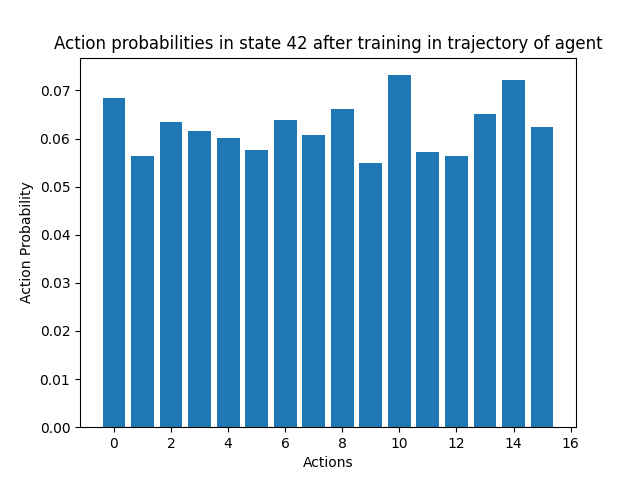 Action probabilities in state 42 after training in trajectory of agent
Action Probability
0.07
0.06
0.05
0.04
0.03
0.02
0.01
0.00
0 2 4 6 8 10 12 14 16
Actions